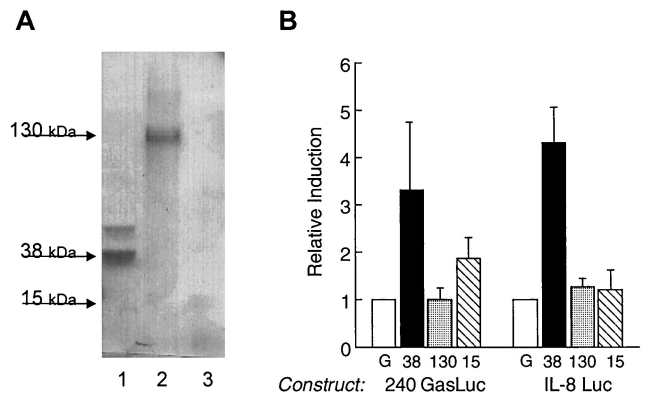 A
B
130 kDa
38 kDa
15 kDa
1 2 3
Relative Induction
6
5
4
3
2
1
0
G 38 130 15 G 38 130 15
Construct: 240 GasLuc IL-8 Luc